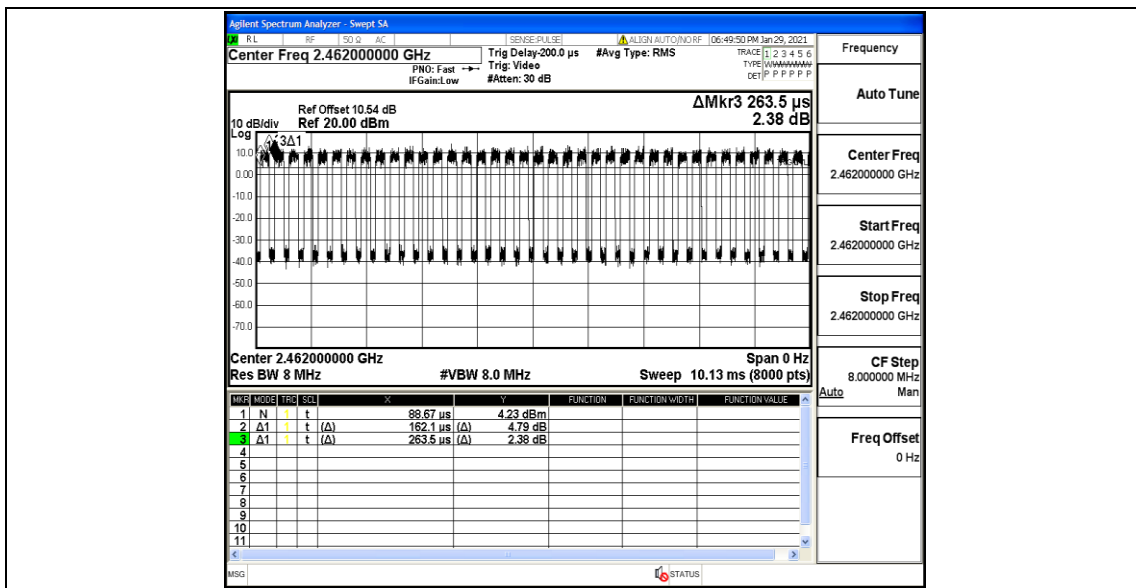 Agilent Spectrum Analyzer - Swept SA
RL RF 50 Ω AC SENSE:PULSE ALIGN AUTO/NO RF 06:49:50 PM Jan 29, 2021
Center Freq 2.462000000 GHz
Trig Delay-200.0 µs #Avg Type: RMS TRACE 1 2 3 4 5 6
PNO: Fast Trig: Video TYPE
IFGain:Low #Atten: 30 dB DET P P P P P P
ΔMkr3 263.5 µs
2.38 dB
Ref Offset 10.54 dB
10 dB/div Ref 20.00 dBm
Log
3Δ1
10.0
0.00
-10.0
-20.0
-30.0
-40.0
-50.0
-60.0
-70.0
Center 2.462000000 GHz Span 0 Hz
Res BW 8 MHz #VBW 8.0 MHz Sweep 10.13 ms (8000 pts)
MKR MODE TRC SCL X Y FUNCTION FUNCTION WIDTH FUNCTION VALUE
1 N 1 t 88.67 µs 4.23 dBm
2 Δ1 1 t (Δ) 162.1 µs (Δ) 4.79 dB
3 Δ1 1 t (Δ) 263.5 µs (Δ) 2.38 dB
4
5
6
7
8
9
10
11
MSG STATUS
Frequency
Auto Tune
Center Freq
2.462000000 GHz
Start Freq
2.462000000 GHz
Stop Freq
2.462000000 GHz
CF Step
8.000000 MHz
Auto Man
Freq Offset
0 Hz